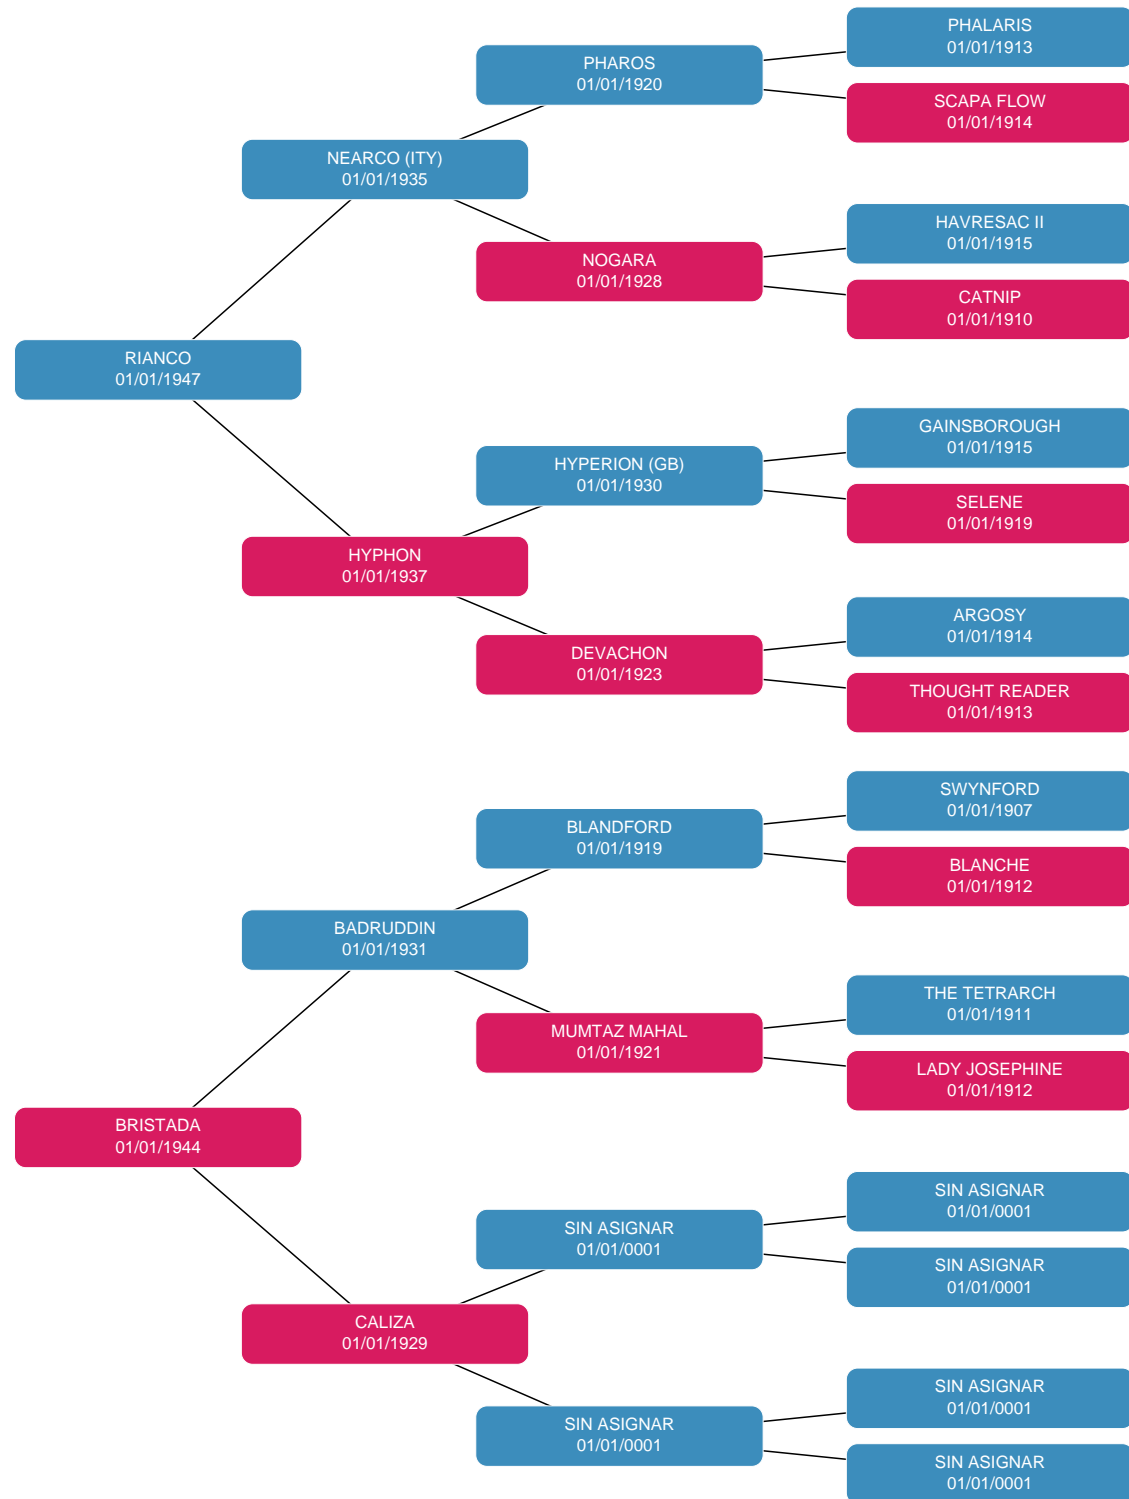 PHALARIS
01/01/1913
PHAROS
01/01/1920
SCAPA FLOW
01/01/1914
NEARCO (ITY)
01/01/1935
HAVRESAC II
01/01/1915
NOGARA
01/01/1928
CATNIP
01/01/1910
RIANCO
01/01/1947
GAINSBOROUGH
01/01/1915
HYPERION (GB)
01/01/1930
SELENE
01/01/1919
HYPHON
01/01/1937
ARGOSY
01/01/1914
DEVACHON
01/01/1923
THOUGHT READER
01/01/1913
SWYNFORD
01/01/1907
BLANDFORD
01/01/1919
BLANCHE
01/01/1912
BADRUDDIN
01/01/1931
THE TETRARCH
01/01/1911
MUMTAZ MAHAL
01/01/1921
LADY JOSEPHINE
01/01/1912
BRISTADA
01/01/1944
SIN ASIGNAR
01/01/0001
SIN ASIGNAR
01/01/0001
SIN ASIGNAR
01/01/0001
CALIZA
01/01/1929
SIN ASIGNAR
01/01/0001
SIN ASIGNAR
01/01/0001
SIN ASIGNAR
01/01/0001